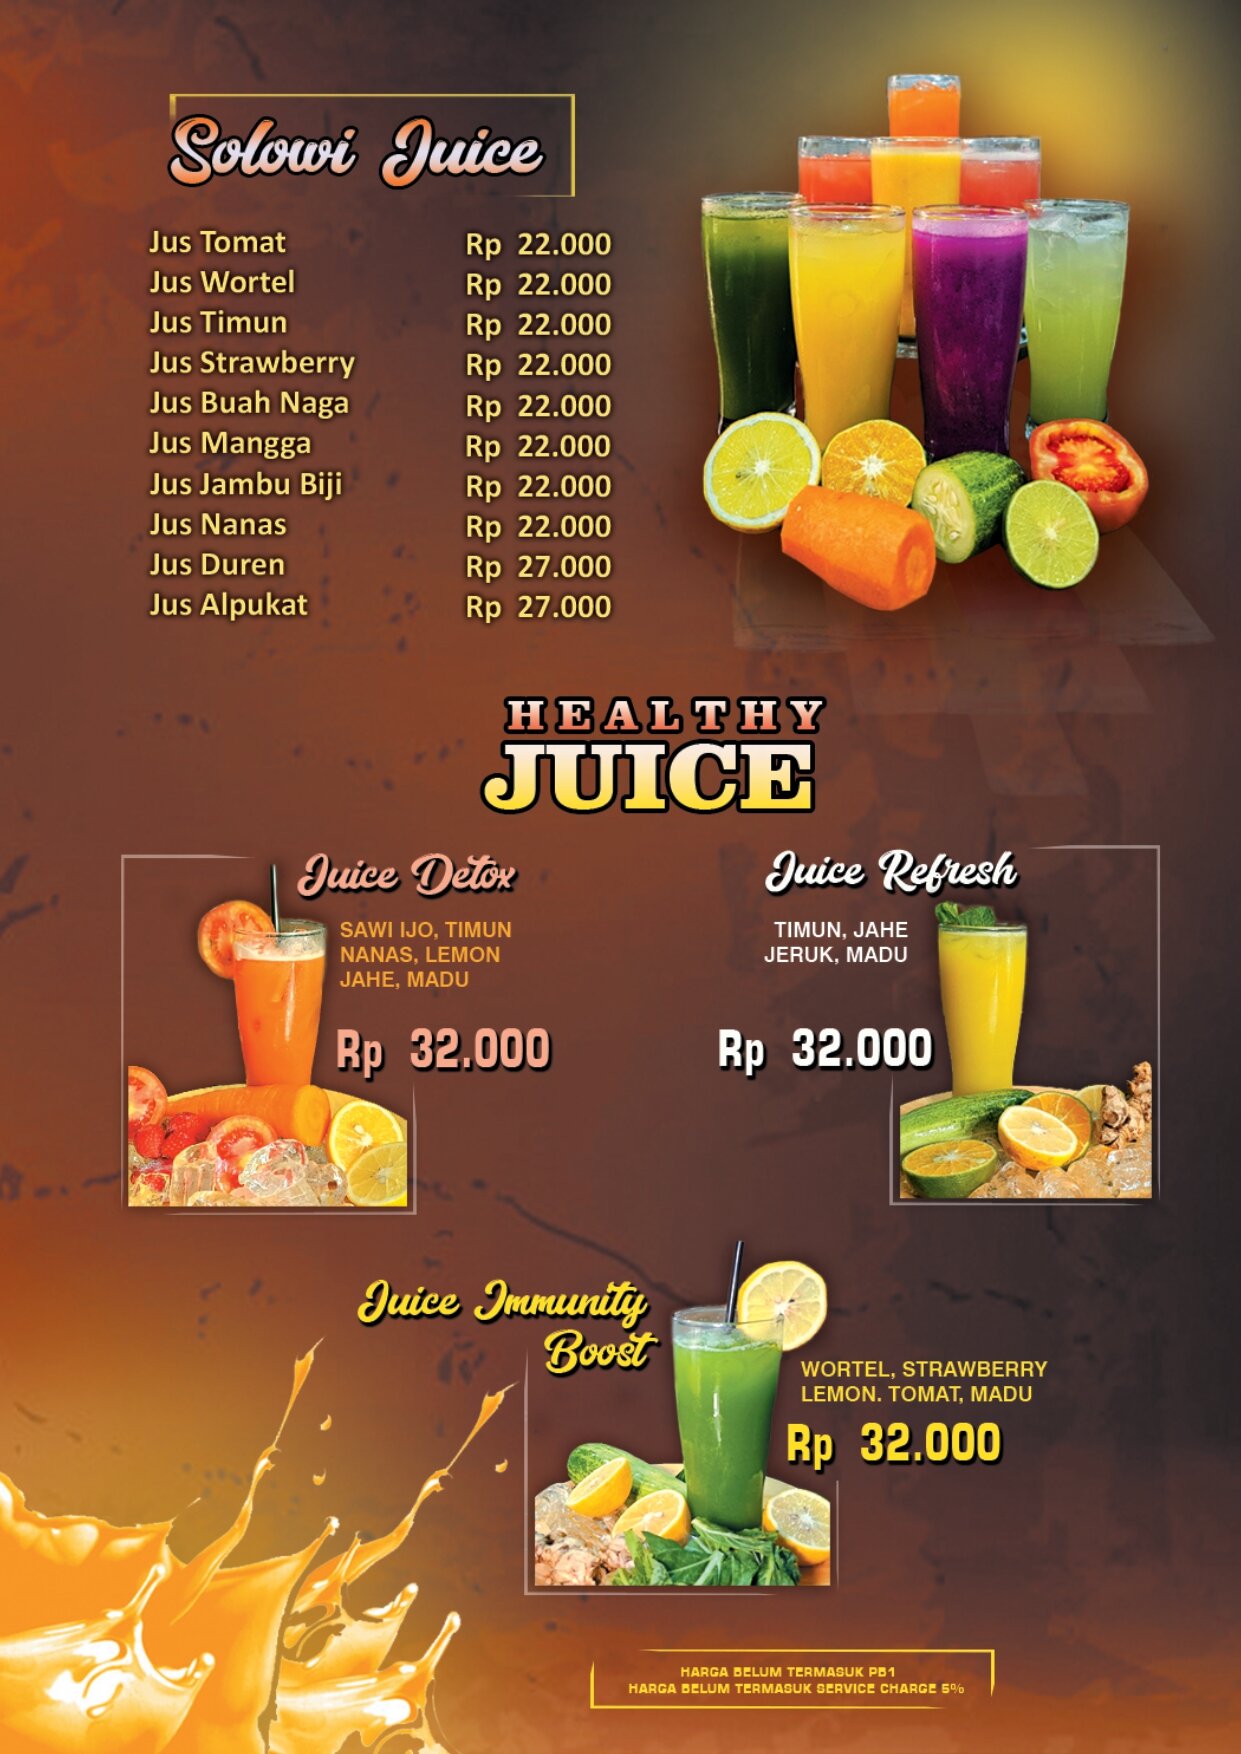 Solowi Juice
Jus Tomat Rp 22.000
Jus Wortel Rp 22.000
Jus Timun Rp 22.000
Jus Strawberry Rp 22.000
Jus Buah Naga Rp 22.000
Jus Mangga Rp 22.000
Jus Jambu Biji Rp 22.000
Jus Nanas Rp 22.000
Jus Duren Rp 27.000
Jus Alpukat Rp 27.000
HEALTHY
JUICE
Juice Detox
SAWI IJO, TIMUN
NANAS, LEMON
JAHE, MADU
Rp 32.000
Juice Refresh
TIMUN, JAHE
JERUK, MADU
Rp 32.000
Juice Immunity
Boost
WORTEL, STRAWBERRY
LEMON. TOMAT, MADU
Rp 32.000
HARGA BELUM TERMASUK PB1
HARGA BELUM TERMASUK SERVICE CHARGE 5%